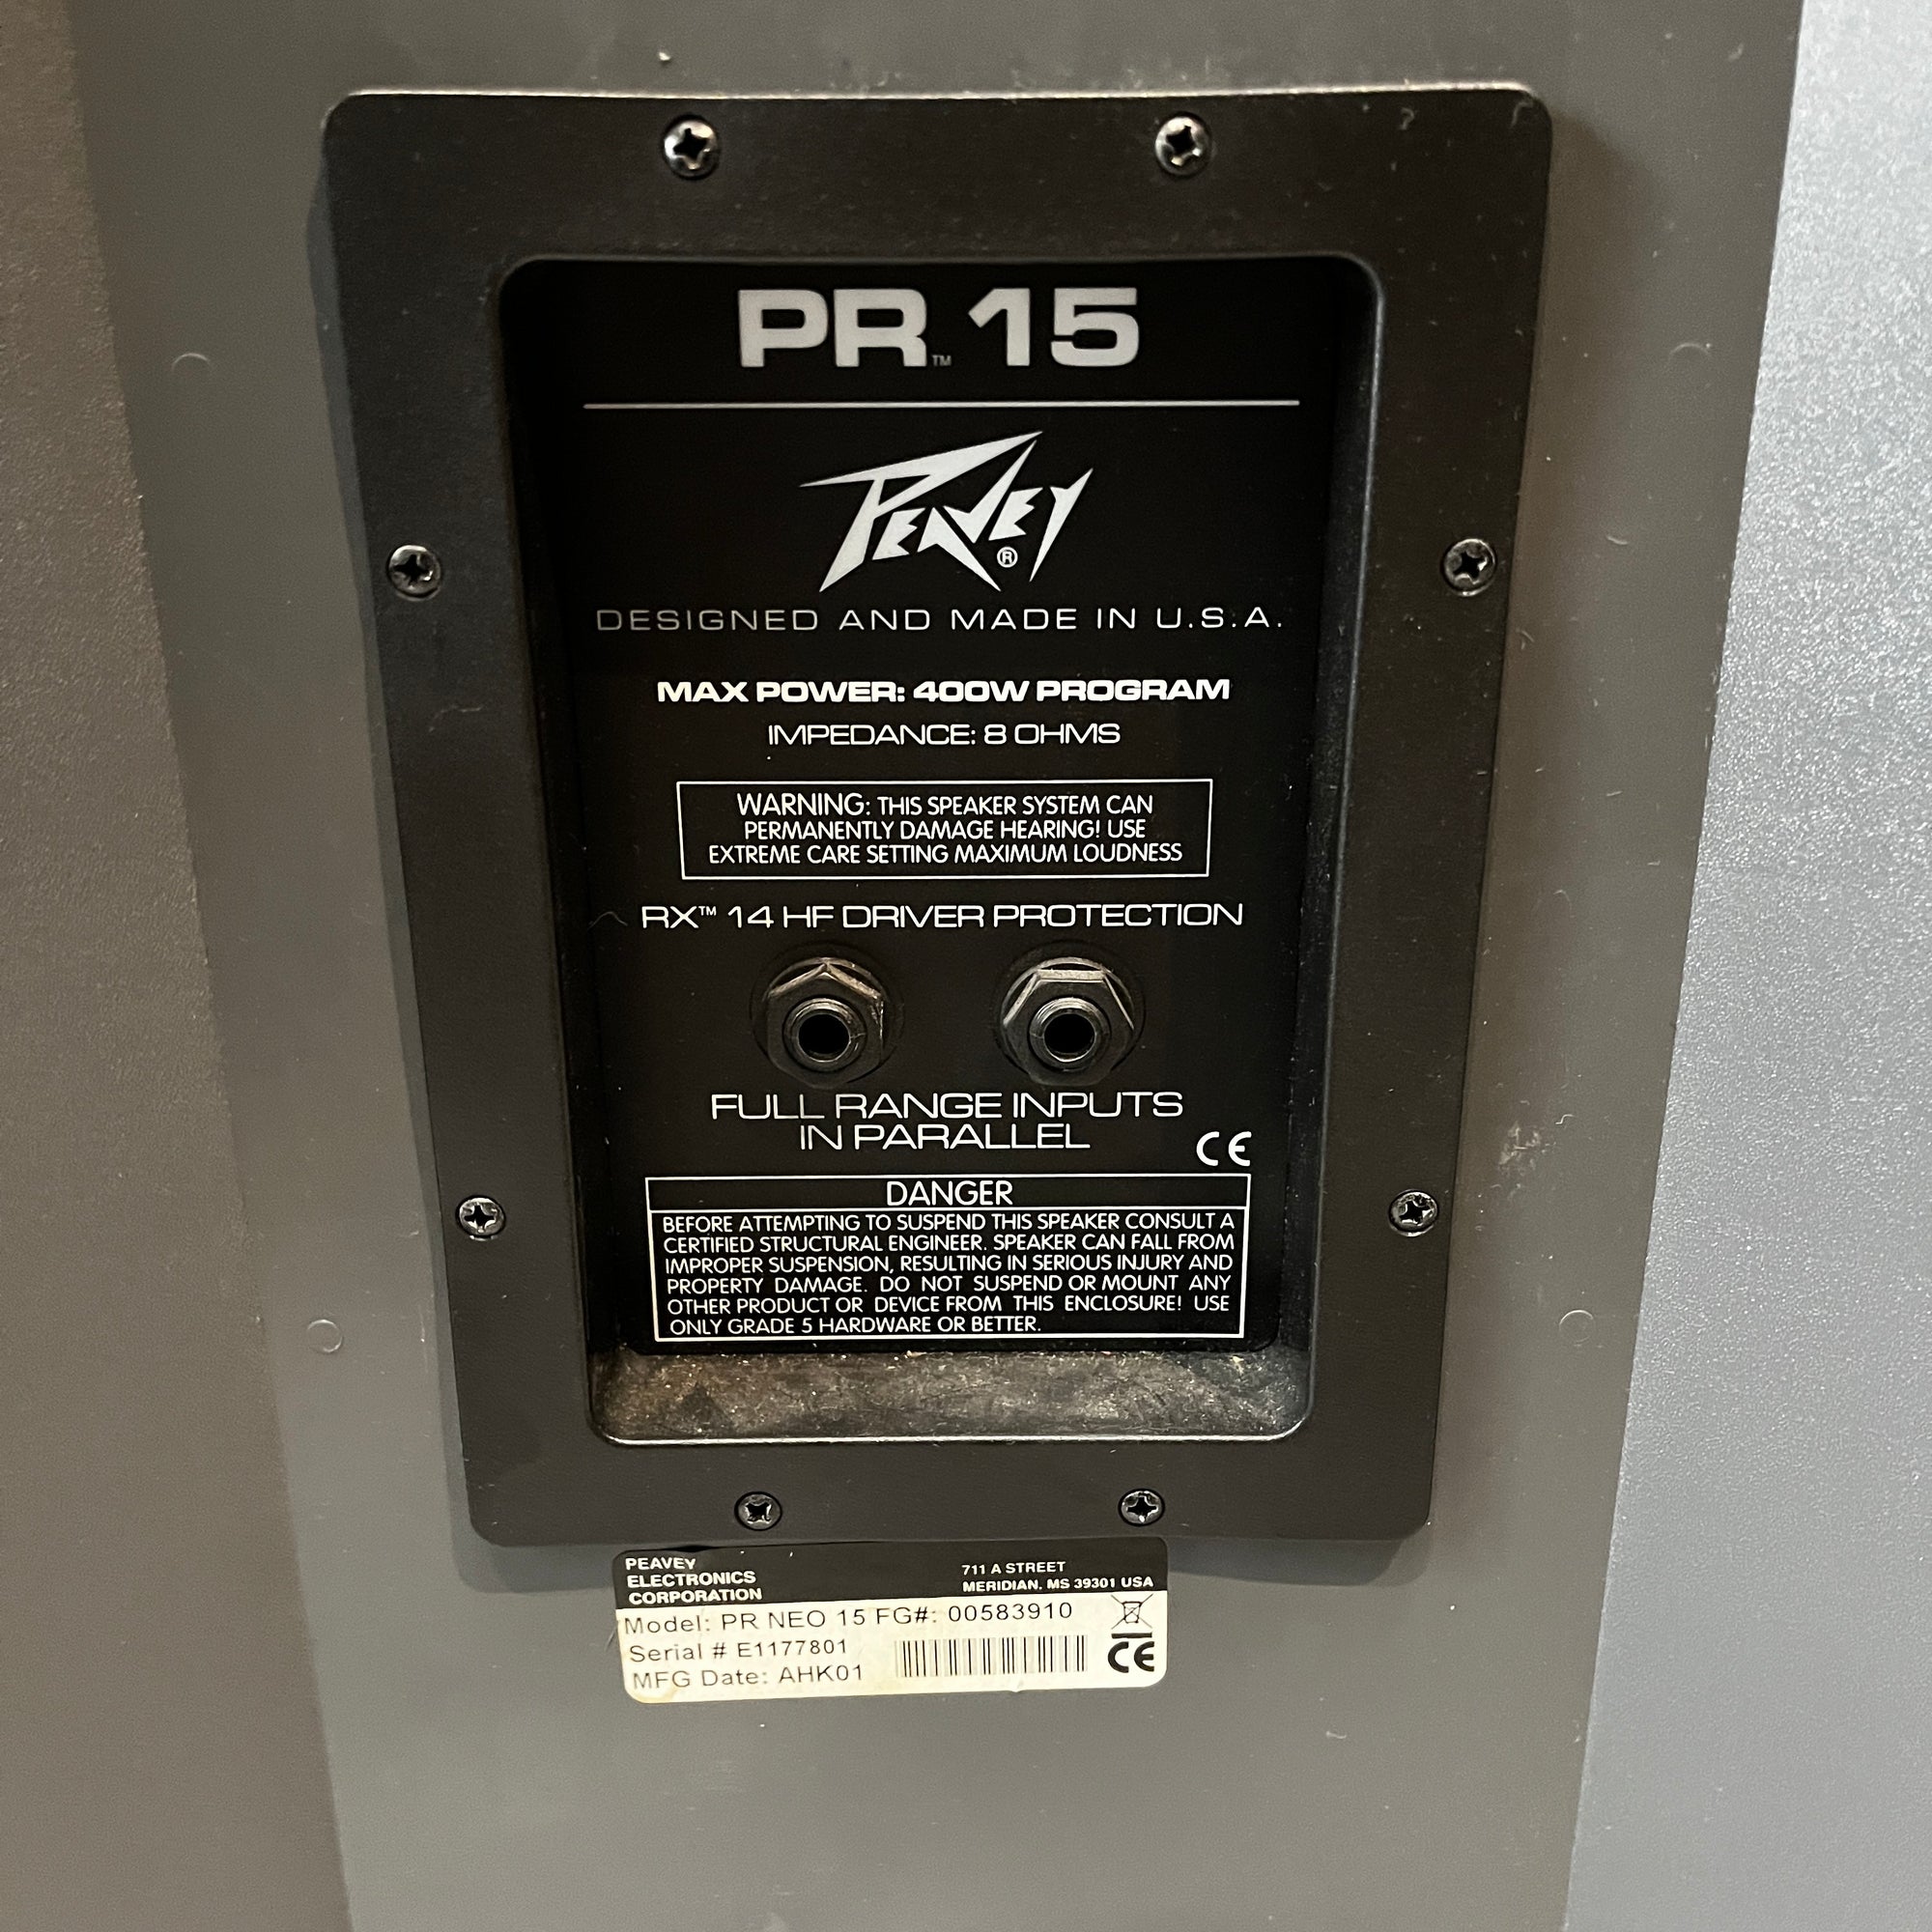 PR™ 15
PEAVEY®
DESIGNED AND MADE IN U.S.A.
MAX POWER: 400W PROGRAM
IMPEDANCE: 8 OHMS
WARNING: THIS SPEAKER SYSTEM CAN
PERMANENTLY DAMAGE HEARING! USE
EXTREME CARE SETTING MAXIMUM LOUDNESS
RX™ 14 HF DRIVER PROTECTION
FULL RANGE INPUTS
IN PARALLEL
CE
DANGER
BEFORE ATTEMPTING TO SUSPEND THIS SPEAKER CONSULT A
CERTIFIED STRUCTURAL ENGINEER. SPEAKER CAN FALL FROM
IMPROPER SUSPENSION, RESULTING IN SERIOUS INJURY AND
PROPERTY DAMAGE. DO NOT SUSPEND OR MOUNT ANY
OTHER PRODUCT OR DEVICE FROM THIS ENCLOSURE! USE
ONLY GRADE 5 HARDWARE OR BETTER.
PEAVEY
ELECTRONICS
CORPORATION
711 A STREET
MERIDIAN, MS 39301 USA
Model: PR NEO 15 FG#: 00583910
Serial # E1177801
MFG Date: AHK01
CE